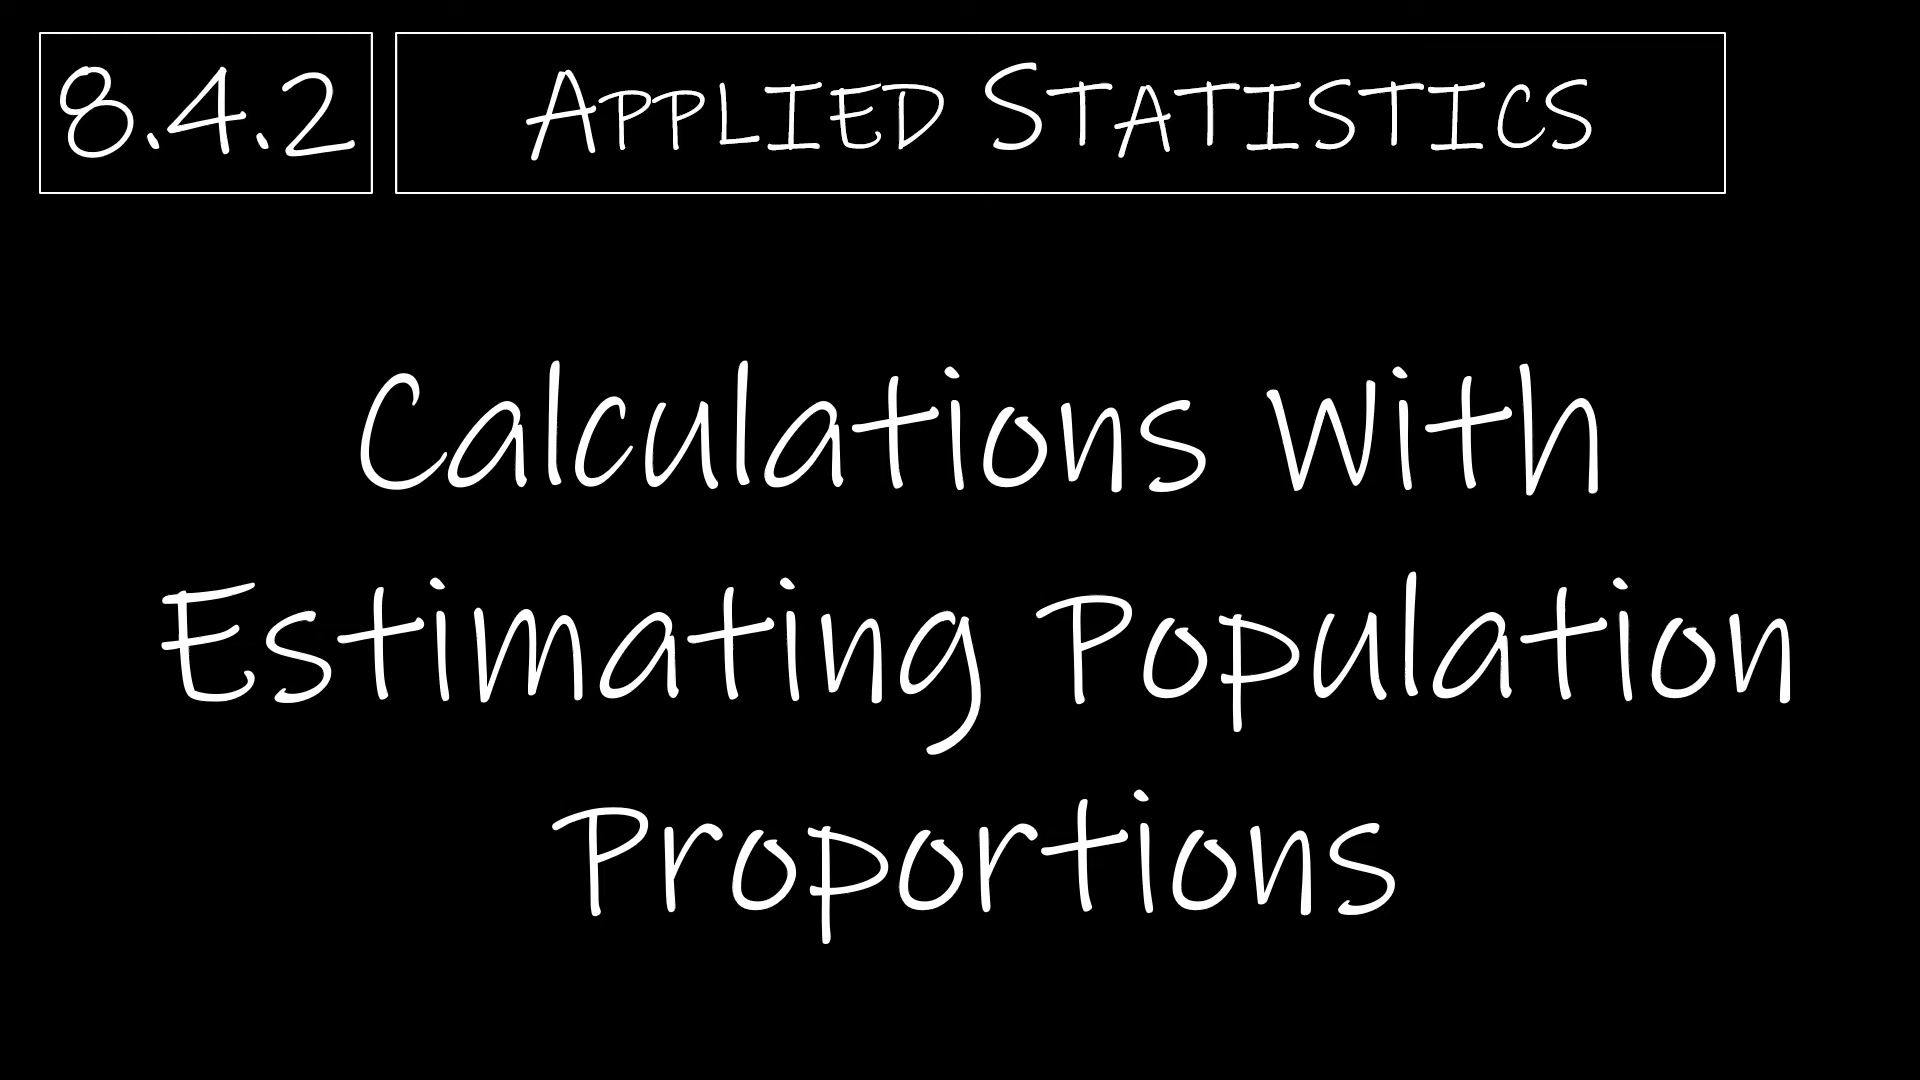 8.4.2
APPLIED STATISTICS
Calculations With
Estimating Population
Proportions